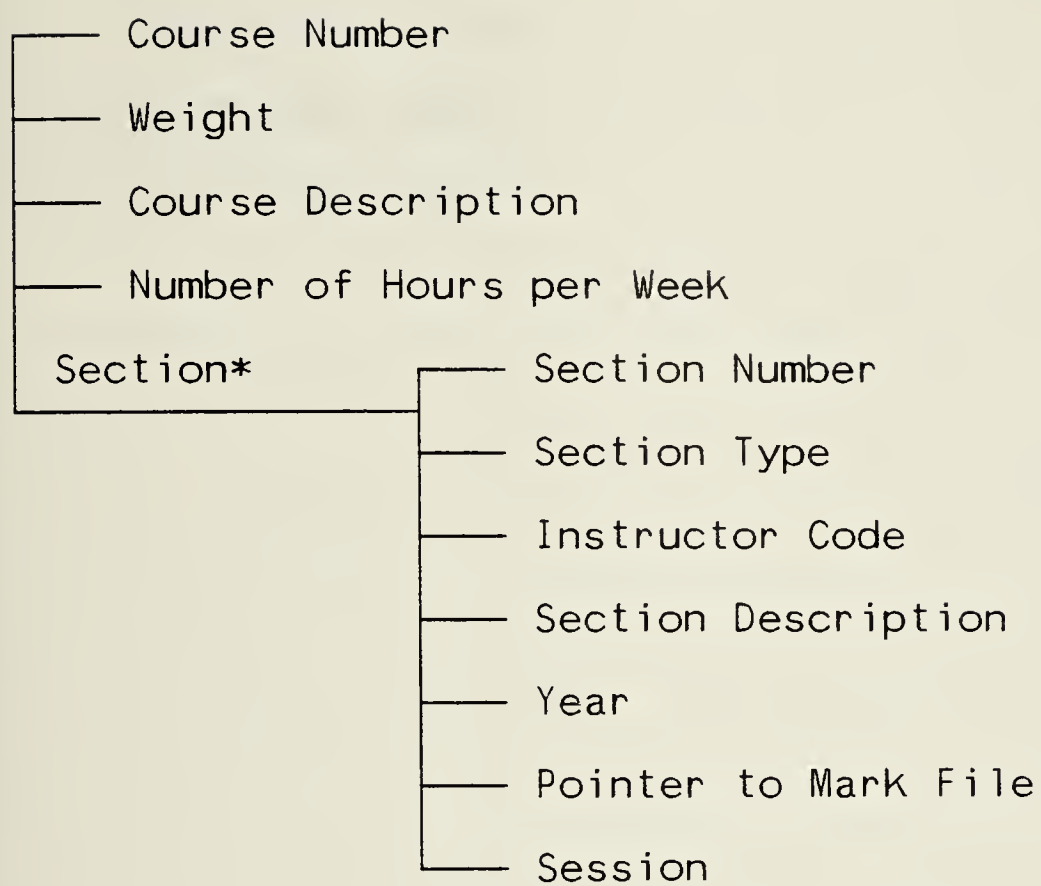 Course Number
Weight
Course Description
Number of Hours per Week
Section*
Section Number
Section Type
Instructor Code
Section Description
Year
Pointer to Mark File
Session